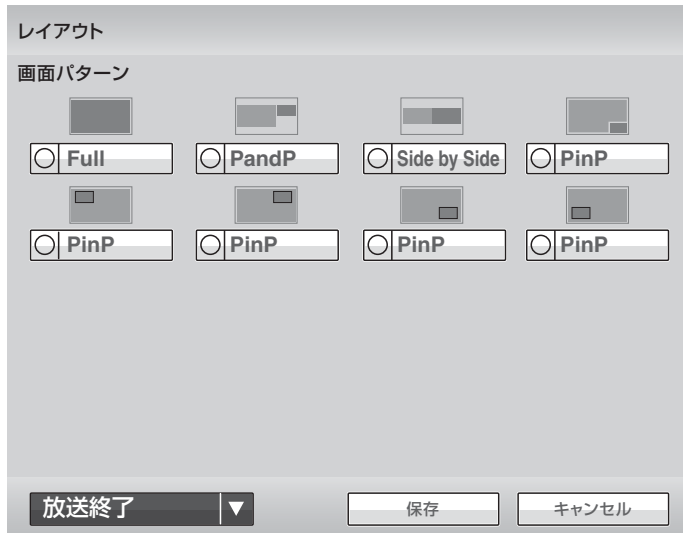 レイアウト
画面パターン
Full
PandP
Side by Side
PinP
PinP
PinP
PinP
PinP
放送終了
保存
キャンセル